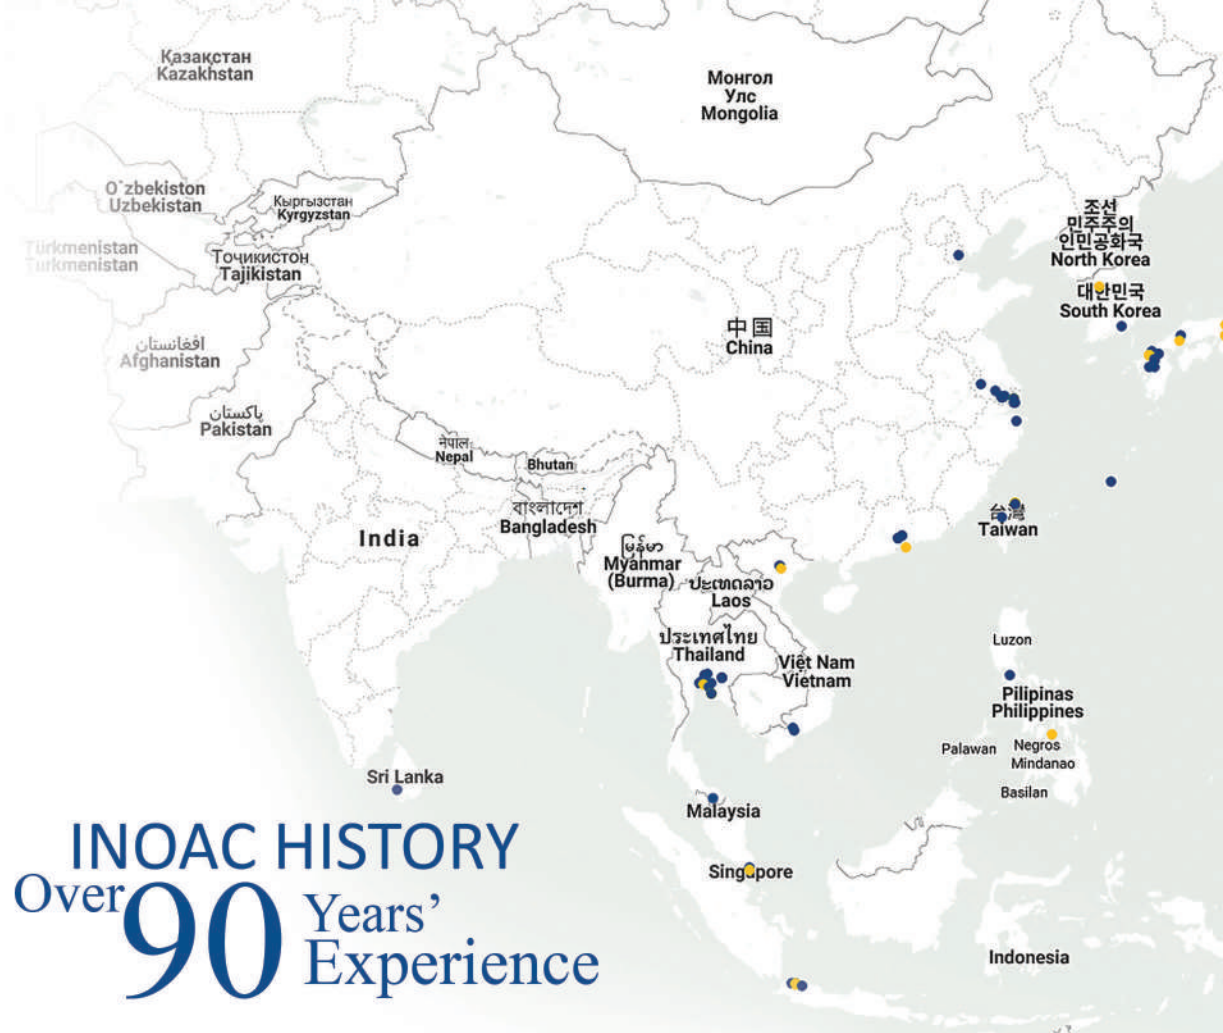 Қазақстан
Kazakhstan
Монгол
Улс
Mongolia
O‘zbekiston
Uzbekistan
Кыргызстан
Kyrgyzstan
Türkmenistan
Turkmenistan
Тоҷикистон
Tajikistan
조선
민주주의
인민공화국
North Korea
대한민국
South Korea
افغانستان
Afghanistan
中国
China
پاکستان
Pakistan
नेपाल
Nepal
Bhutan
বাংলাদেশ
Bangladesh
India
မြန်မာ
Myanmar
(Burma)
ປະເທດລາວ
Laos
台灣
Taiwan
ประเทศไทย
Thailand
Việt Nam
Vietnam
Luzon
Pilipinas
Philippines
Palawan
Negros
Mindanao
Basilan
Sri Lanka
Malaysia
Singapore
Indonesia
INOAC HISTORY
Over 90 Years’
Experience